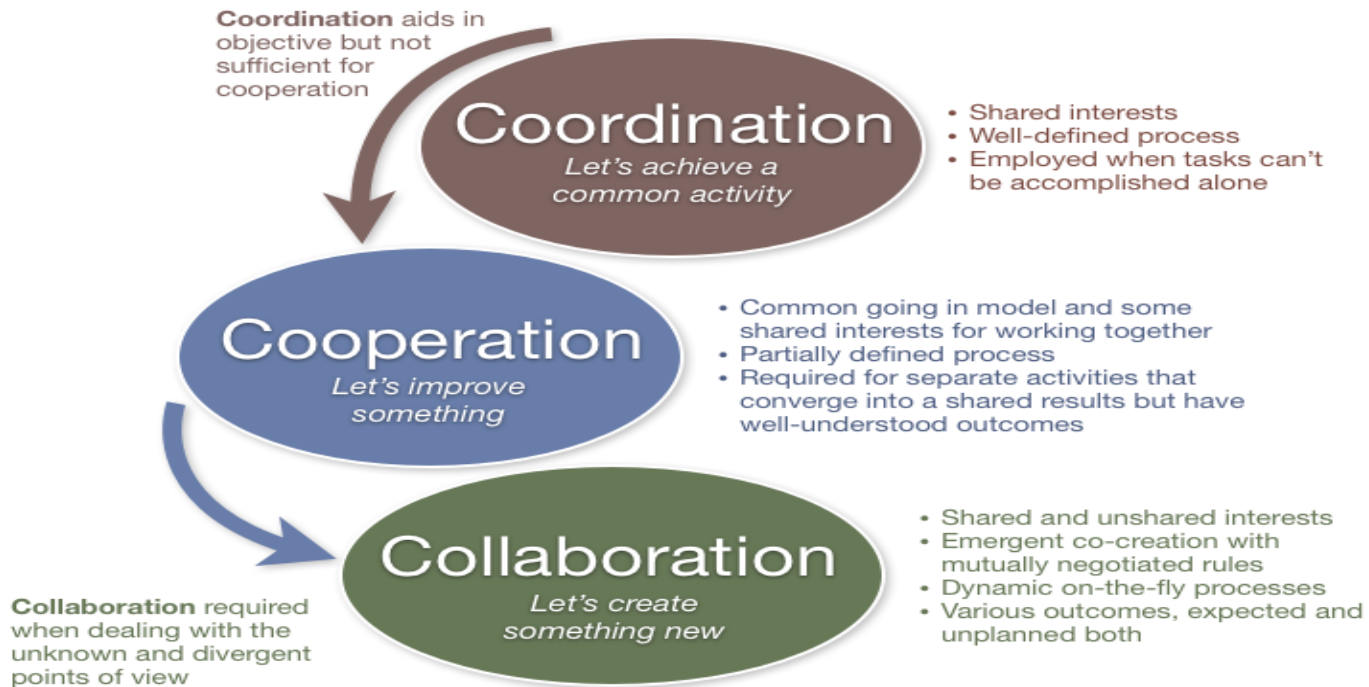 Coordination aids in
objective but not
sufficient for
cooperation
Coordination
Let's achieve a
common activity
• Shared interests
• Well-defined process
• Employed when tasks can't
be accomplished alone
Cooperation
Let's improve
something
• Common going in model and some
shared interests for working together
• Partially defined process
• Required for separate activities that
converge into a shared results but have
well-understood outcomes
Collaboration
Let's create
something new
• Shared and unshared interests
• Emergent co-creation with
mutually negotiated rules
• Dynamic on-the-fly processes
• Various outcomes, expected and
unplanned both
Collaboration required
when dealing with the
unknown and divergent
points of view